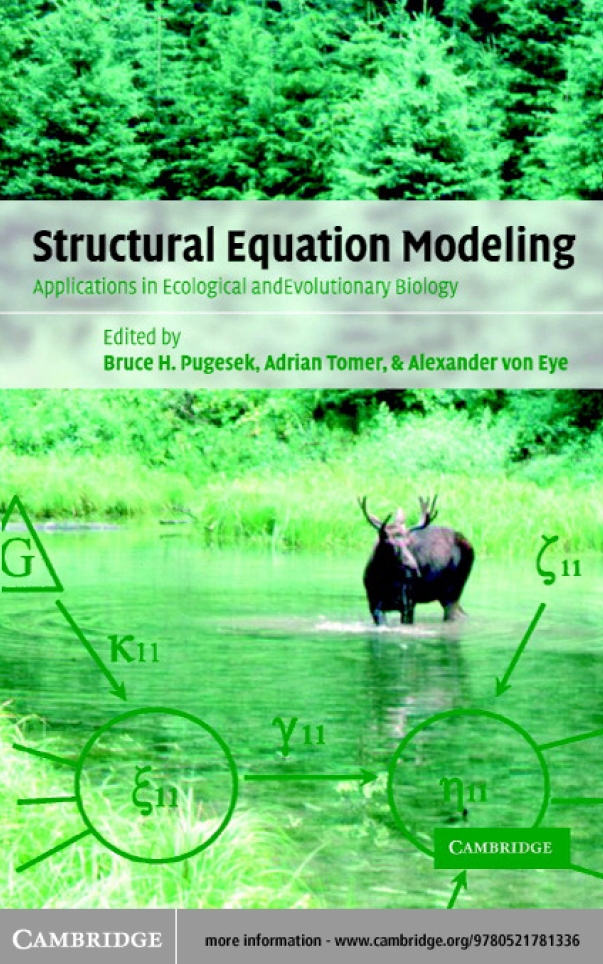 Structural Equation Modeling
Applications in Ecological andEvolutionary Biology
Edited by
Bruce H. Pugesek, Adrian Tomer, & Alexander von Eye
G
ζ11
κ11
γ11
ξ11
η11
CAMBRIDGE
CAMBRIDGE
more information - www.cambridge.org/9780521781336